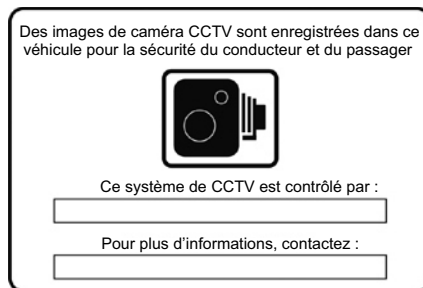 Des images de caméra CCTV sont enregistrées dans ce
véhicule pour la sécurité du conducteur et du passager
Ce système de CCTV est contrôlé par :
Pour plus d'informations, contactez :